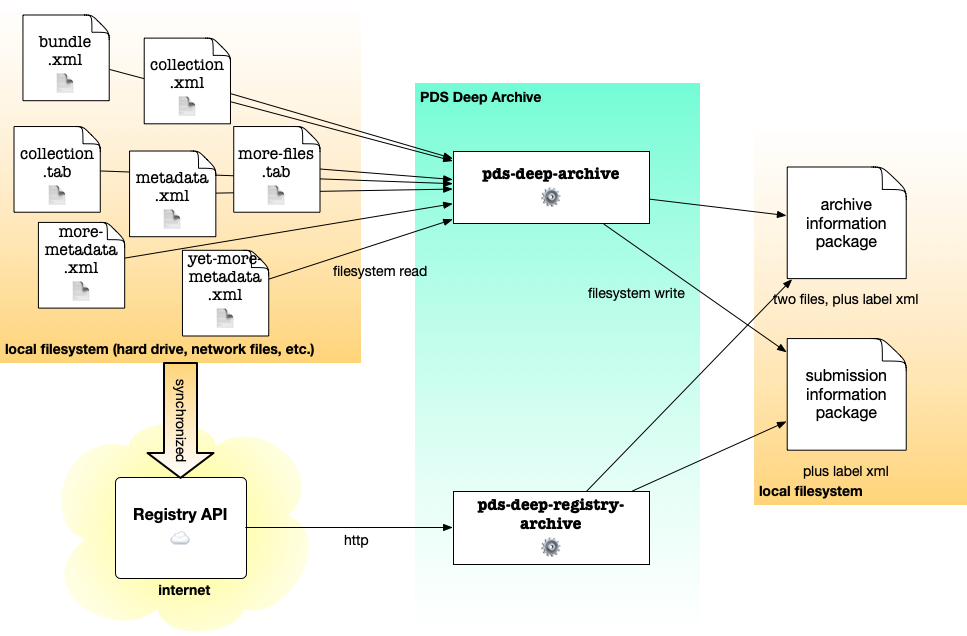 bundle
.xml
collection
.xml
collection
.tab
metadata
.xml
more-files
.tab
more-
metadata
.xml
yet-more-
metadata
.xml
filesystem read
local filesystem (hard drive, network files, etc.)
synchronized
Registry API
internet
http
PDS Deep Archive
pds-deep-archive
filesystem write
pds-deep-registry-
archive
archive
information
package
two files, plus label xml
submission
information
package
plus label xml
local filesystem